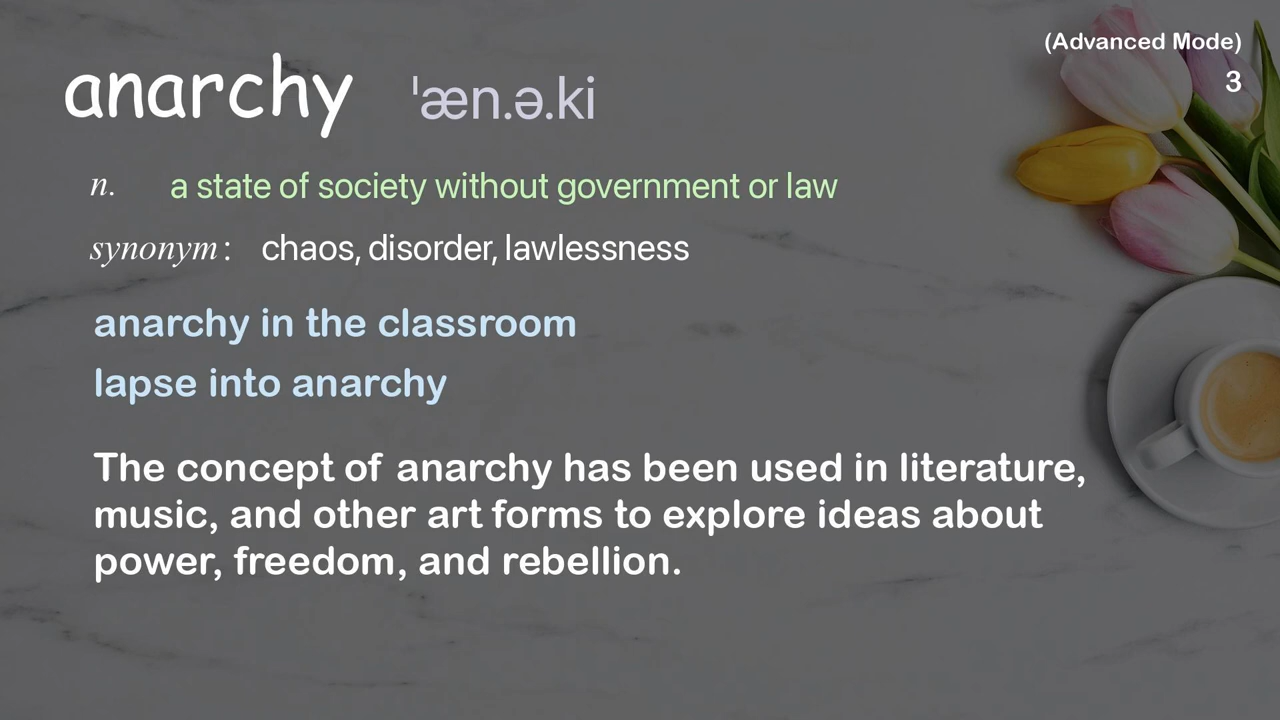 (Advanced Mode)
3
anarchy ˈæn.ə.ki
n. a state of society without government or law
synonym: chaos, disorder, lawlessness
anarchy in the classroom
lapse into anarchy
The concept of anarchy has been used in literature,
music, and other art forms to explore ideas about
power, freedom, and rebellion.